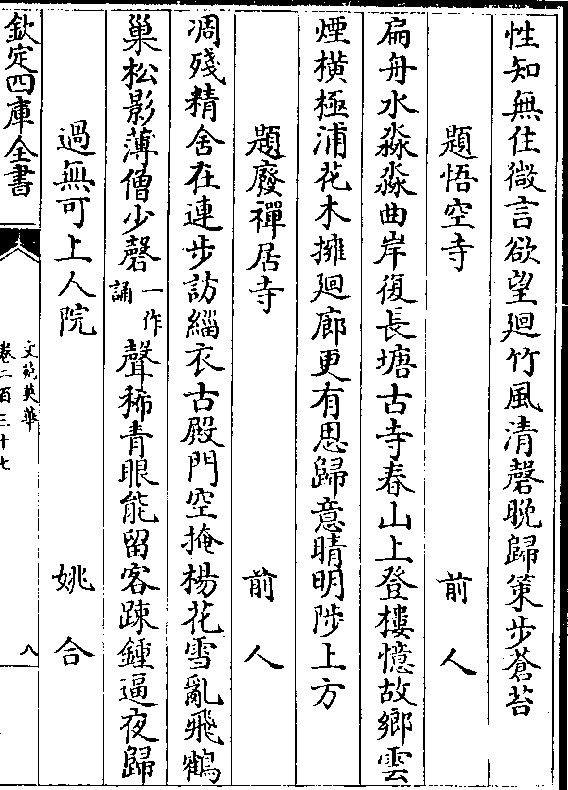 性知無住微言欲望廻竹風清磬晚歸策步蒼苔
題悟空寺　前人
扁舟水淼淼曲岸復長塘古寺春山上登樓憶故鄉雲
煙橫極浦花木擁廻廊更有思歸意晴明陟上方
題廢禪居寺　前人
凋殘精舍在連步訪緇衣古殿門空掩楊花雪亂飛鶴
巢松影薄僧少磬一作誦聲稀青眼能留客踈鍾逼夜歸
過無可上人院　姚合
欽定四庫全書
文苑英華
卷二百三十七
八